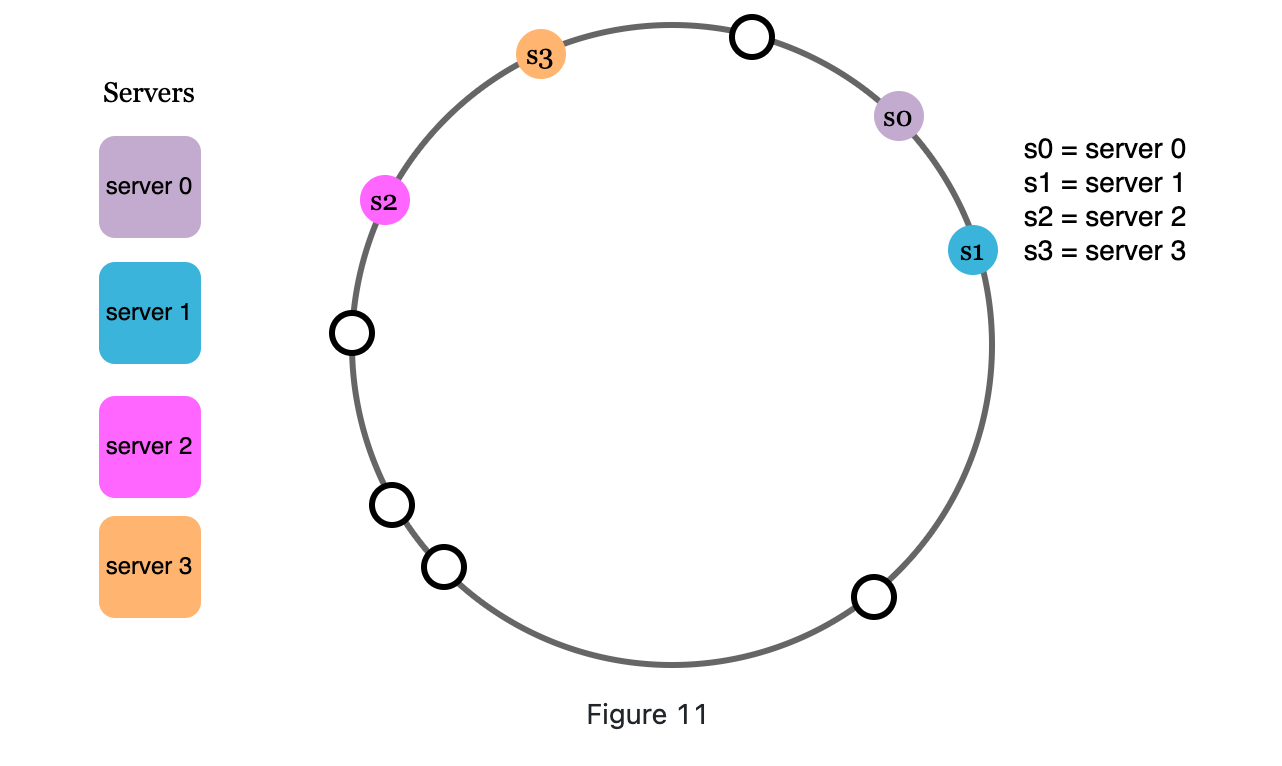 Servers
server 0
server 1
server 2
server 3
s3
s0
s2
s1
s0 = server 0
s1 = server 1
s2 = server 2
s3 = server 3
Figure 11